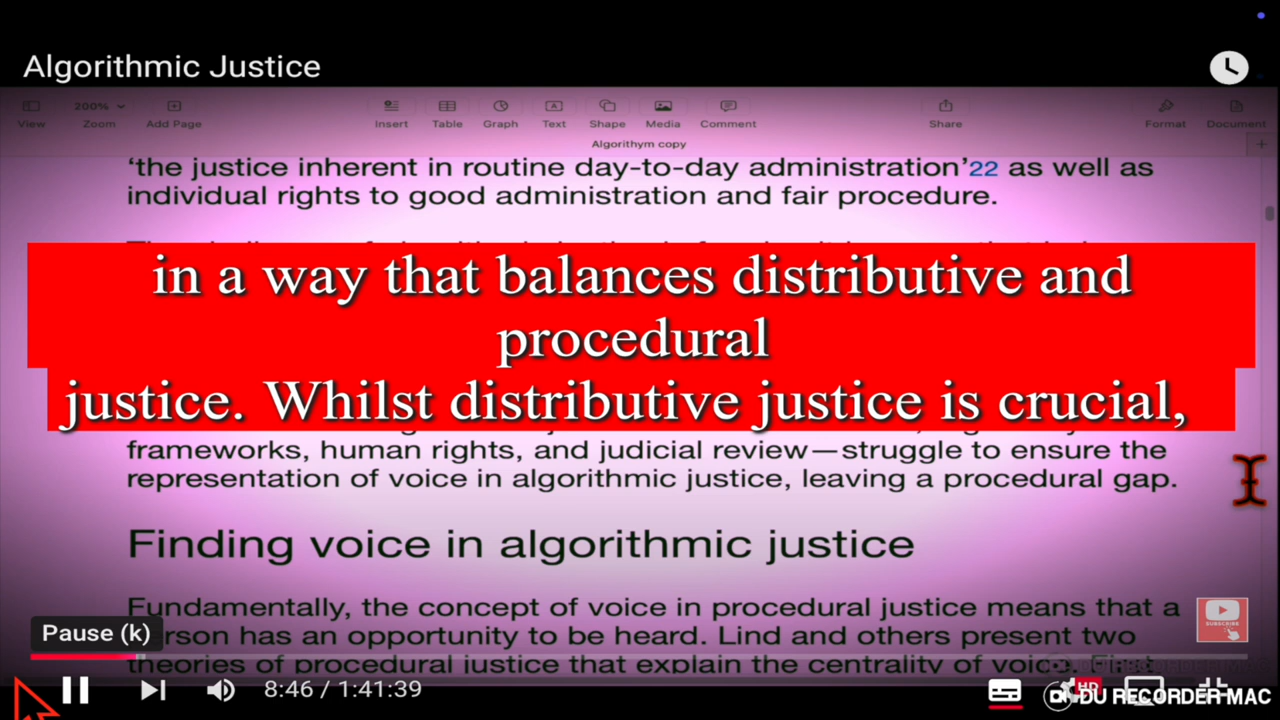 Algorithmic Justice
200%
View
Zoom
Add Page
Insert
Table
Graph
Text
Shape
Media
Comment
Share
Format
Document
Algorithym copy
‘the justice inherent in routine day-to-day administration’22 as well as
individual rights to good administration and fair procedure.
in a way that balances distributive and
procedural
justice. Whilst distributive justice is crucial,
frameworks, human rights, and judicial review—struggle to ensure the
representation of voice in algorithmic justice, leaving a procedural gap.
Finding voice in algorithmic justice
Fundamentally, the concept of voice in procedural justice means that a
erson has an opportunity to be heard. Lind and others present two
theories of procedural justice that explain the centrality of voice. First
SUBSCRIBE
Pause (k)
8:46 / 1:41:39
HD
DU RECORDER MAC